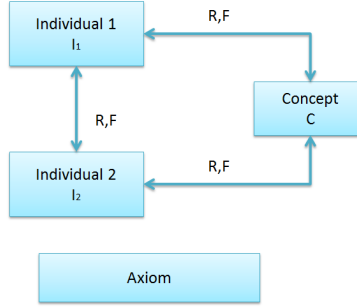 Individual 1
I₁
R,F
Concept
C
R,F
Individual 2
I₂
R,F
Axiom